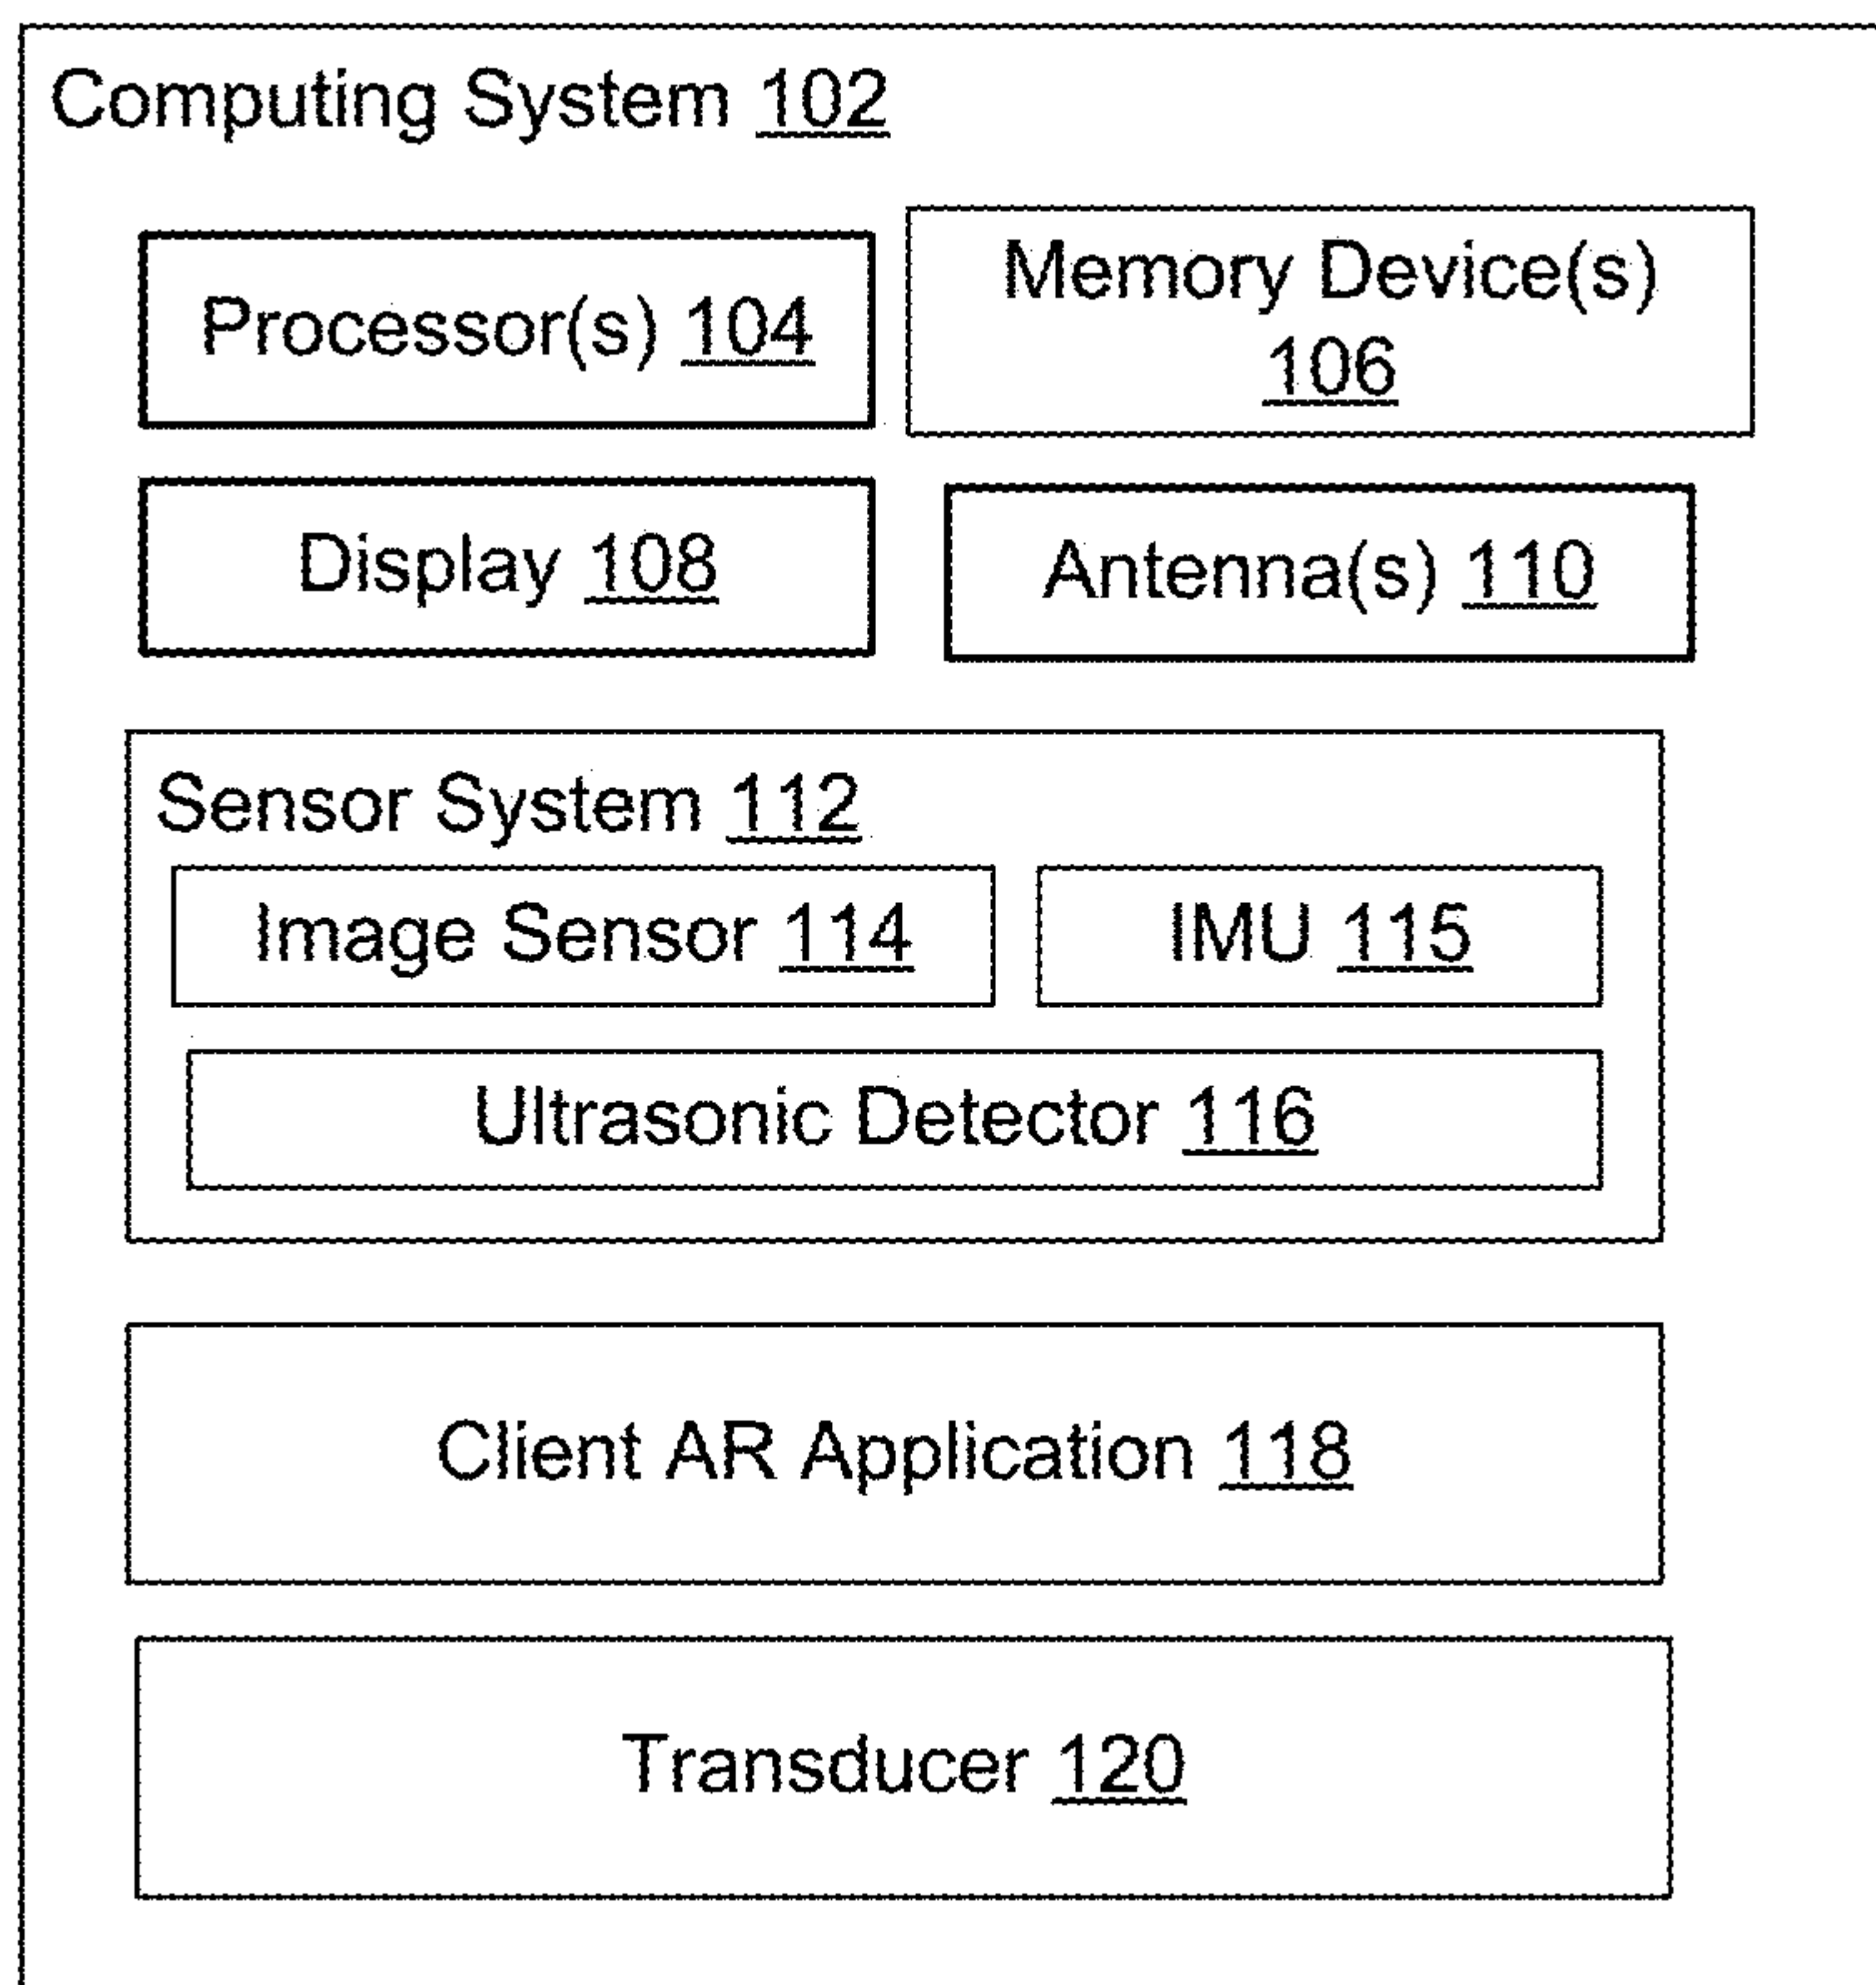 Computing System 102
Processor(s) 104
Memory Device(s)
106
Display 108
Antenna(s) 110
Sensor System 112
Image Sensor 114
IMU 115
Ultrasonic Detector 116
Client AR Application 118
Transducer 120